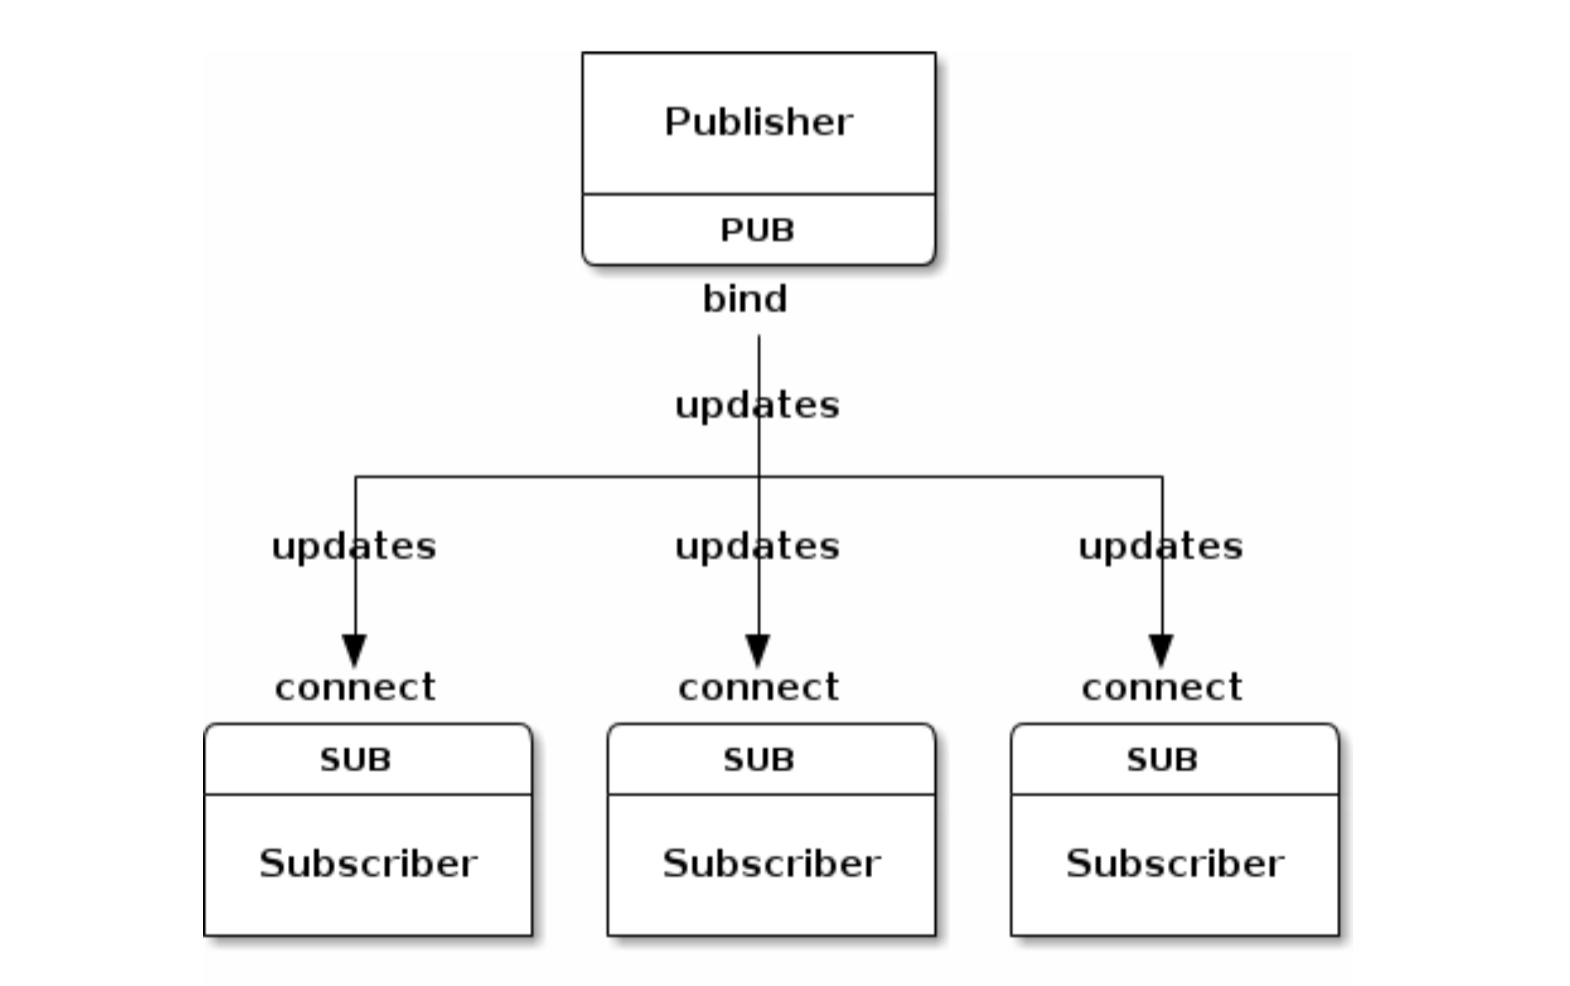 Publisher
PUB
bind
updates
updates updates updates
connect connect connect
SUB SUB SUB
Subscriber Subscriber Subscriber